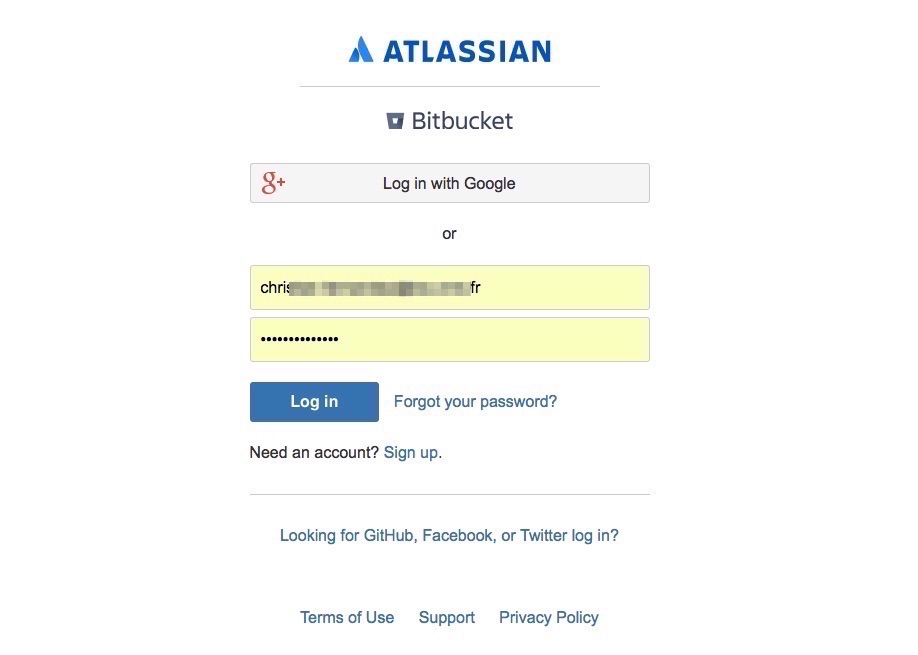 ATLASSIAN
Bitbucket
g+ Log in with Google
or
chris fr
••••••••••••••
Log in Forgot your password?
Need an account? Sign up.
Looking for GitHub, Facebook, or Twitter log in?
Terms of Use Support Privacy Policy